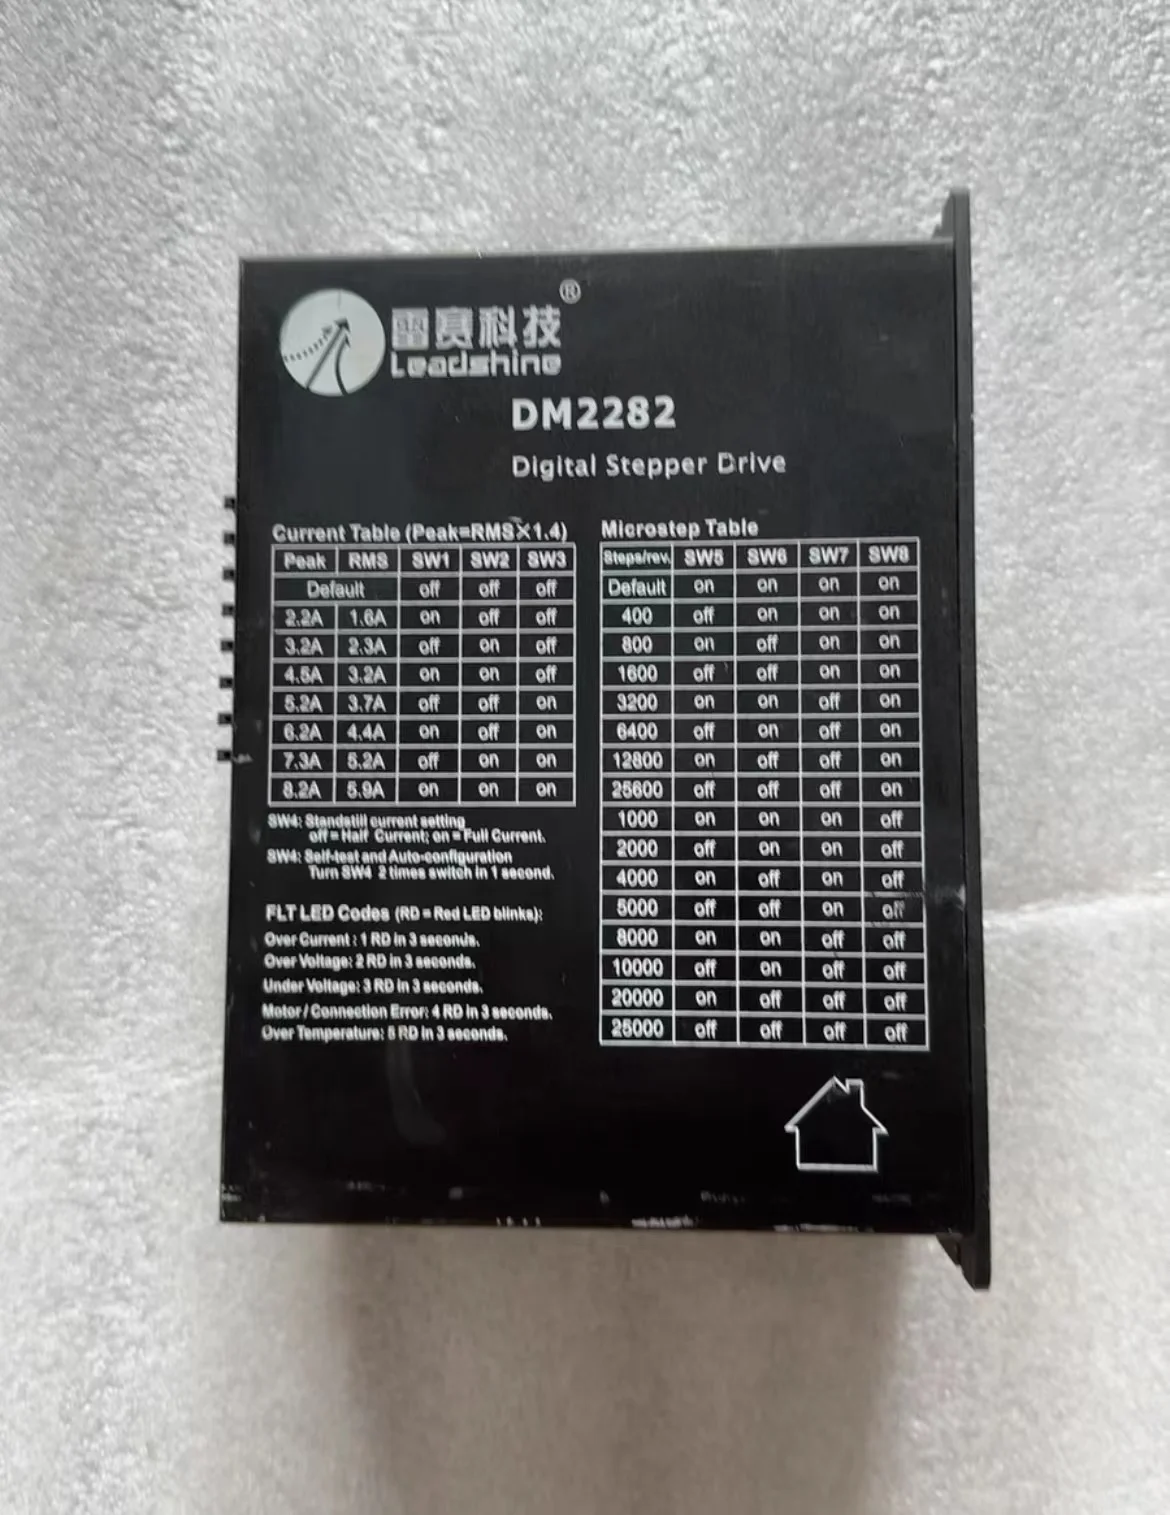 ®
雷赛科技
Leadshine
DM2282
Digital Stepper Drive
Current Table (Peak=RMS×1.4)
Peak RMS SW1 SW2 SW3
Default off off off
2.2A 1.6A on off off
3.2A 2.3A off on off
4.5A 3.2A on on off
5.2A 3.7A off off on
6.2A 4.4A on off on
7.3A 5.2A off on on
8.2A 5.9A on on on
SW4: Standstill current setting
off = Half Current; on = Full Current.
SW4: Self-test and Auto-configuration
Turn SW4 2 times switch in 1 second.
FLT LED Codes (RD = Red LED blinks):
Over Current : 1 RD in 3 seconds.
Over Voltage: 2 RD in 3 seconds.
Under Voltage: 3 RD in 3 seconds.
Motor / Connection Error: 4 RD in 3 seconds.
Over Temperature: 5 RD in 3 seconds.
Microstep Table
Steps/rev. SW5 SW6 SW7 SW8
Default on on on on
400 off on on on
800 on off on on
1600 off off on on
3200 on on off on
6400 off on off on
12800 on off off on
25600 off off off on
1000 on on on off
2000 off on on off
4000 on off on off
5000 off off on off
8000 on on off off
10000 off on off off
20000 on off off off
25000 off off off off